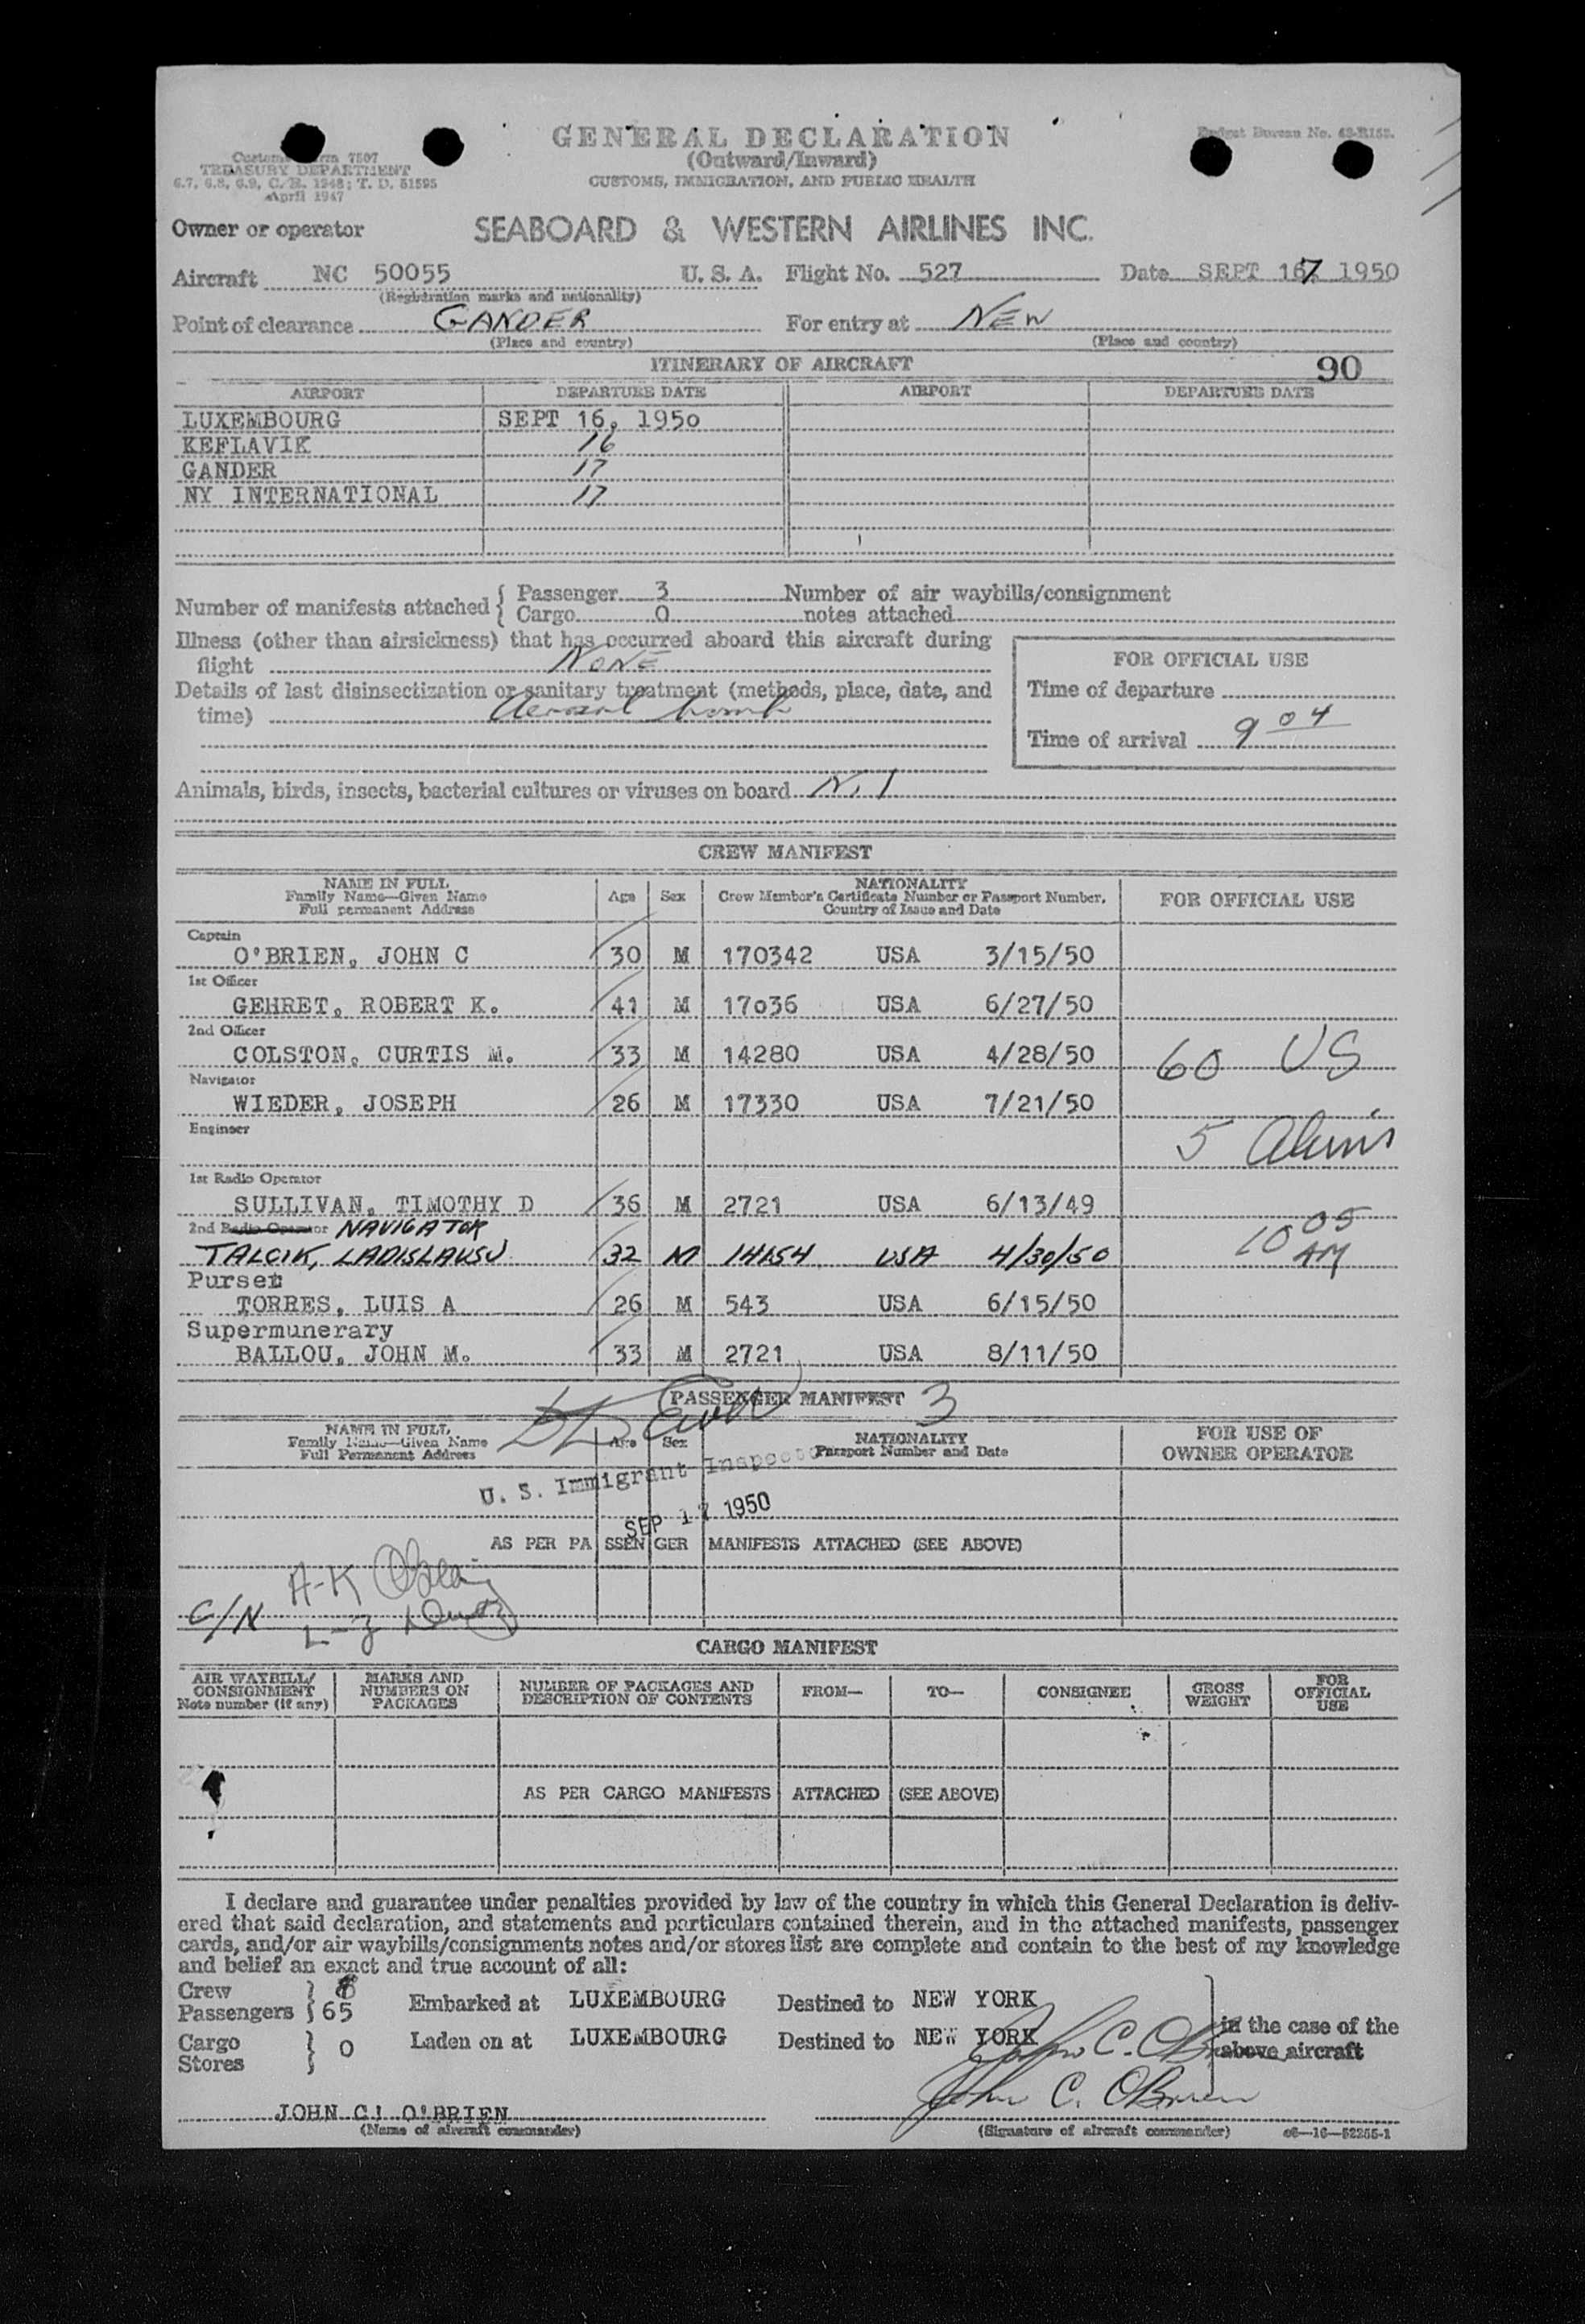 GENERAL DECLARATION
(Outward/Inward)
CUSTOMS, IMMIGRATION, AND PUBLIC HEALTH
Customs Form 7507
TREASURY DEPARTMENT
6.7, 6.8, 6.9, C. R. 1948; T. D. 51595
April 1947
Budget Bureau No.
Owner or operator SEABOARD & WESTERN AIRLINES INC.
Aircraft NC 50055 U. S. A. Flight No. 527 Date SEPT 167 1950
(Registration marks and nationality)
Point of clearance GANDER For entry at NEW
(Place and country) (Place and country)
ITINERARY OF AIRCRAFT 90
AIRPORT DEPARTURE DATE AIRPORT DEPARTURE DATE
LUXEMBOURG SEPT 16, 1950
KEFLAVIK 16
GANDER 17
NY INTERNATIONAL 17
Number of manifests attached { Passenger 3 Number of air waybills/consignment
Cargo 0 notes attached
Illness (other than airsickness) that has occurred aboard this aircraft during
flight NONE
FOR OFFICIAL USE
Details of last disinsectization or sanitary treatment (methods, place, date, and
time) Aerosol bomb
Time of departure
Time of arrival 9 04
Animals, birds, insects, bacterial cultures or viruses on board Nil
CREW MANIFEST
NAME IN FULL
Family Name—Given Name
Full permanent Address
Age Sex
NATIONALITY
Crew Member's Certificate Number or Passport Number,
Country of Issue and Date
FOR OFFICIAL USE
Captain
O'BRIEN, JOHN C 30 M 170342 USA 3/15/50
1st Officer
GEHRET, ROBERT K. 41 M 17036 USA 6/27/50
2nd Officer
COLSTON, CURTIS M. 33 M 14280 USA 4/28/50 60 US
Navigator
WIEDER, JOSEPH 26 M 17330 USA 7/21/50
Engineer
5 Aliens
1st Radio Operator
SULLIVAN, TIMOTHY D 36 M 2721 USA 6/13/49
2nd Radio Operator NAVIGATOR
32 M USA 4/30/50 10 05 AM
Purser
TORRES, LUIS A 26 M 543 USA 6/15/50
Supermunerary
BALLOU, JOHN M. 33 M 2721 USA 8/11/50
PASSENGER MANIFEST 3
NAME IN FULL
Family Name—Given Name
Full Permanent Address
Age Sex
NATIONALITY
Passport Number and Date
FOR USE OF
OWNER OPERATOR
U. S. Immigrant Inspector
SEP 17 1950
AS PER PASSENGER MANIFESTS ATTACHED (SEE ABOVE)
A-K
C/N L-Z
CARGO MANIFEST
AIR WAYBILL/
CONSIGNMENT
Note number (if any)
MARKS AND
NUMBERS ON
PACKAGES
NUMBER OF PACKAGES AND
DESCRIPTION OF CONTENTS
FROM— TO— CONSIGNEE
GROSS
WEIGHT
FOR
OFFICIAL
USE
AS PER CARGO MANIFESTS ATTACHED (SEE ABOVE)
I declare and guarantee under penalties provided by law of the country in which this General Declaration is deliv-
ered that said declaration, and statements and particulars contained therein, and in the attached manifests, passenger
cards, and/or air waybills/consignments notes and/or stores list are complete and contain to the best of my knowledge
and belief an exact and true account of all:
Crew 8
Passengers 65 Embarked at LUXEMBOURG Destined to NEW YORK
Cargo
Stores 0 Laden on at LUXEMBOURG Destined to NEW YORK
in the case of the
above aircraft
John C. OBrien
John C. OBrien
JOHN C! O'BRIEN
(Name of aircraft commander) (Signature of aircraft commander)